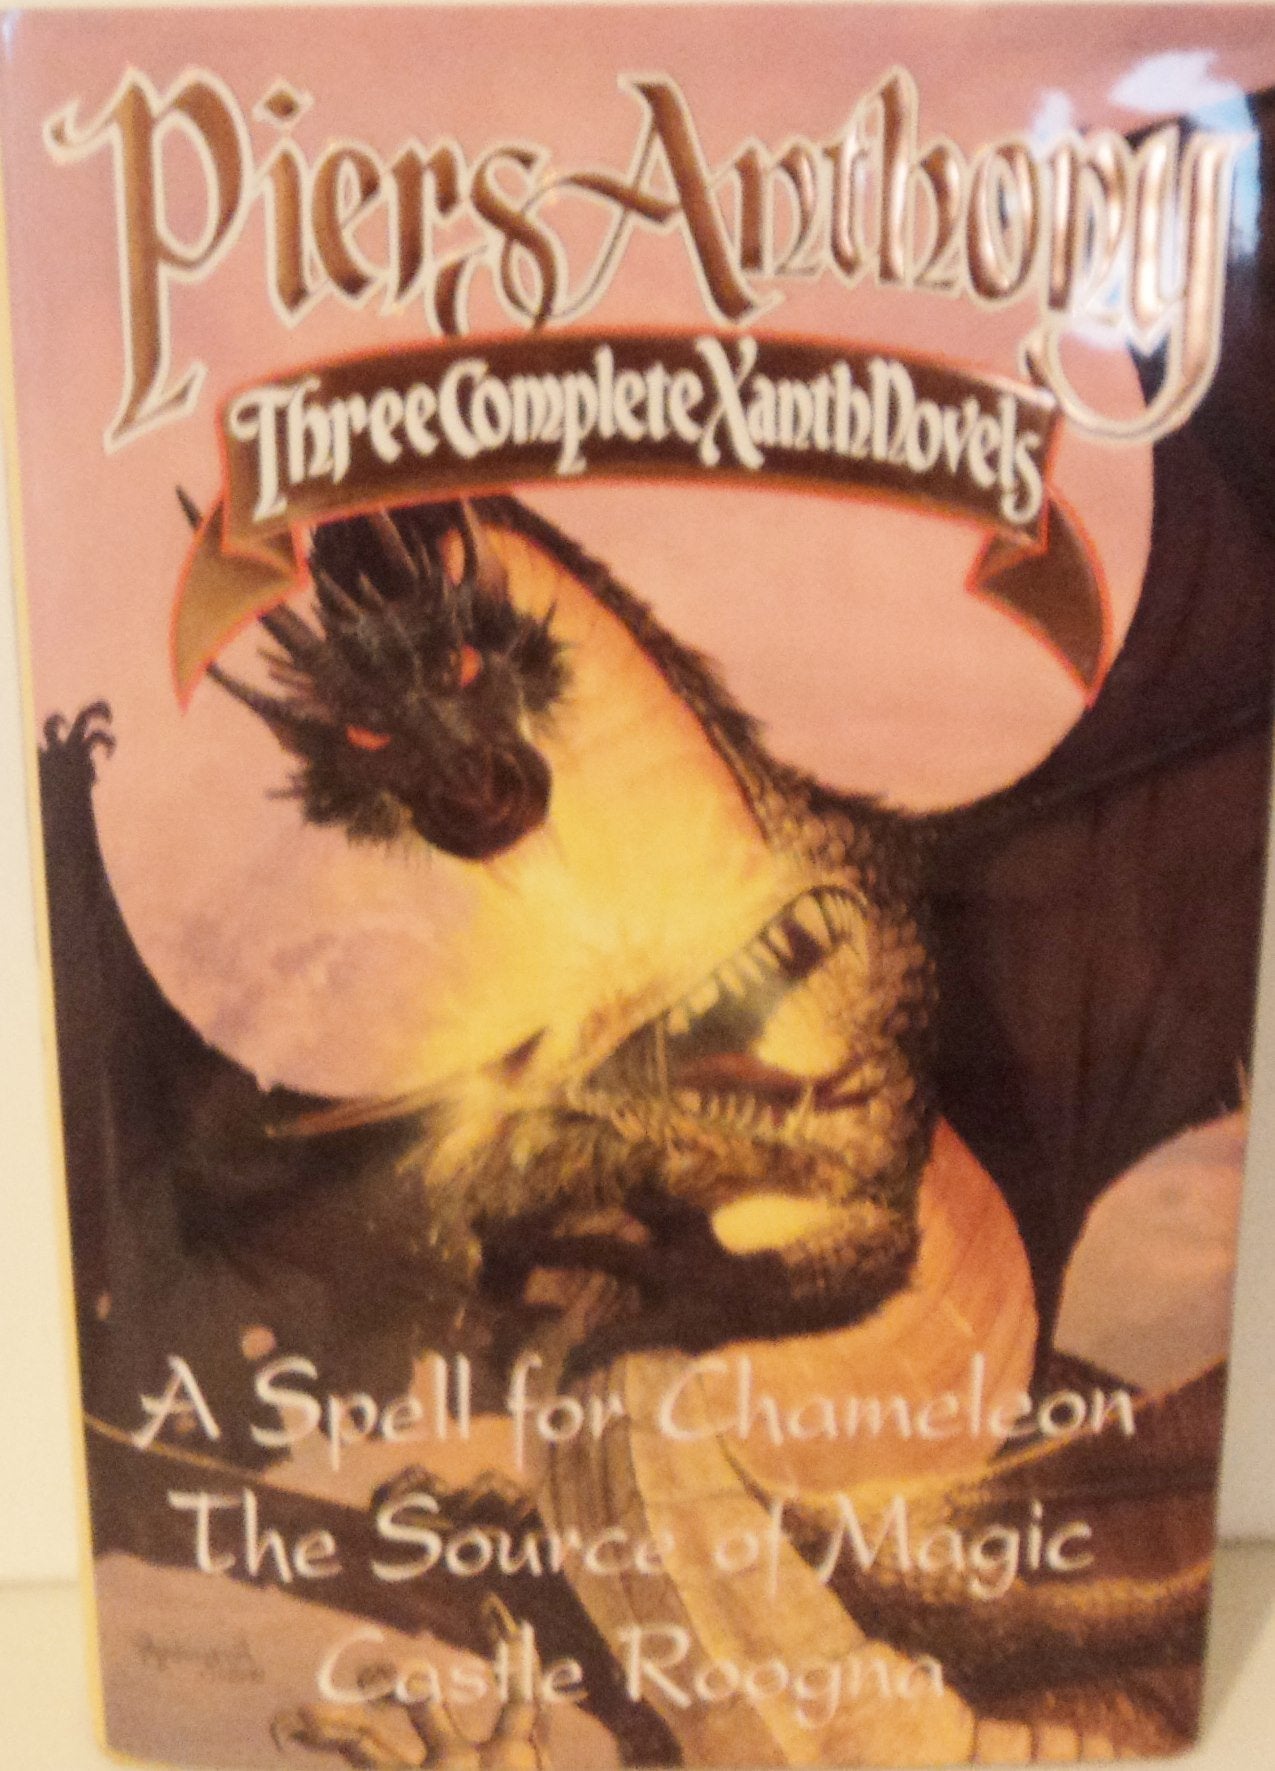 Piers Anthony
Three Complete Xanth Novels
A Spell for Chameleon
The Source of Magic
Castle Roogna